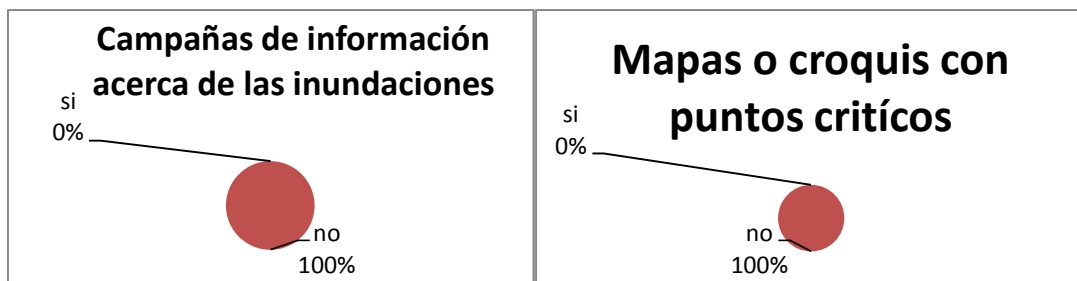 Campañas de información
acerca de las inundaciones
si
0%
no
100%
Mapas o croquis con
puntos critícos
si
0%
no
100%